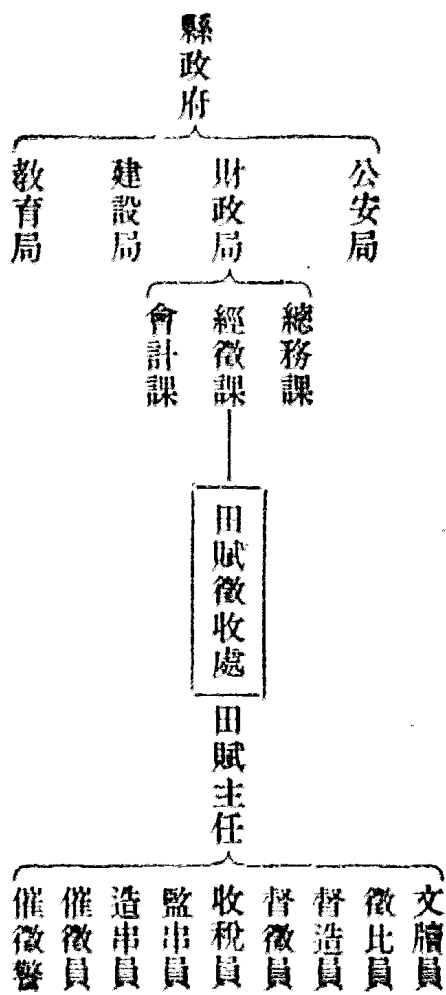 縣政府
公安局
財政局
建設局
教育局
總務課
經徵課
會計課
田賦徵收處
田賦主任
文牘員
徵比員
督造員
督徵員
收稅員
監串員
造串員
催徵員
催徵警